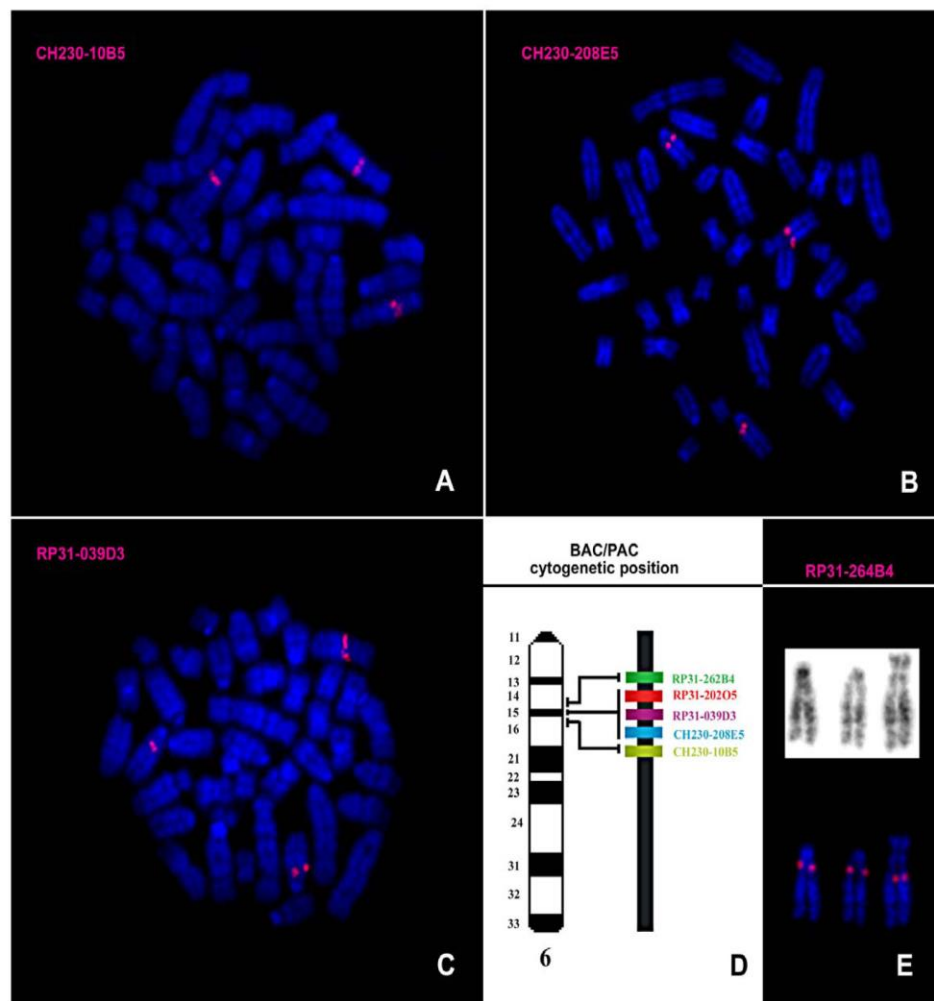 CH230-10B5
A
CH230-208E5
B
RP31-039D3
C
BAC/PAC
cytogenetic position
11
12
13
14
15
16
21
22
23
24
31
32
33
6
RP31-262B4
RP31-202O5
RP31-039D3
CH230-208E5
CH230-10B5
D
RP31-264B4
E